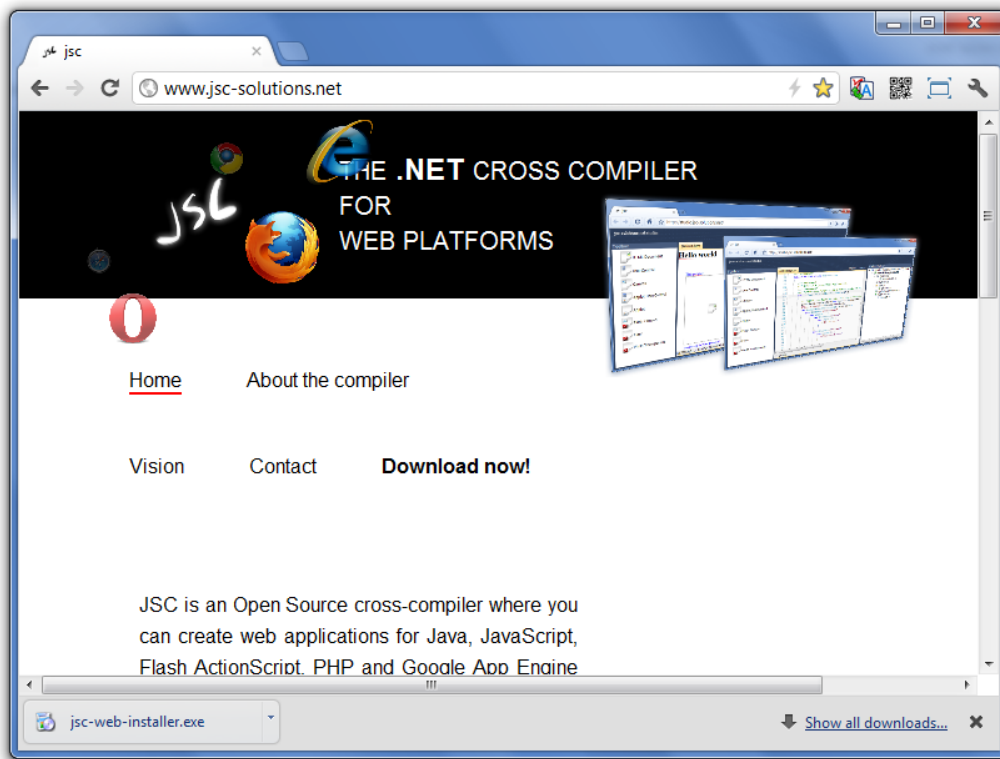 jsc
www.jsc-solutions.net
JSC
THE .NET CROSS COMPILER
FOR
WEB PLATFORMS
Hello world
Home About the compiler
Vision Contact Download now!
JSC is an Open Source cross-compiler where you
can create web applications for Java, JavaScript,
Flash ActionScript, PHP and Google App Engine
jsc-web-installer.exe
Show all downloads...